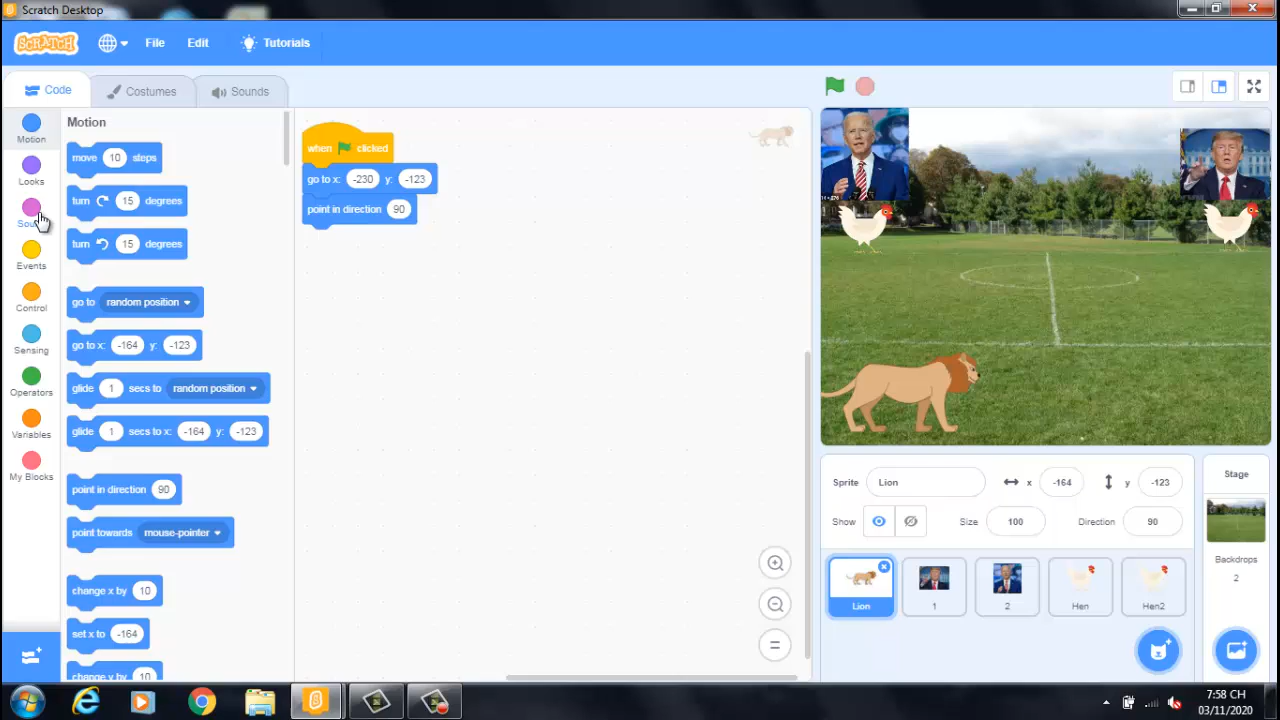 Scratch Desktop
SCRATCH File Edit Tutorials
Code Costumes Sounds
Motion
Looks
Events
Control
Sensing
Operators
Variables
My Blocks
Motion
move 10 steps
turn 15 degrees
turn 15 degrees
go to random position
go to x: -164 y: -123
glide 1 secs to random position
glide 1 secs to x: -164 y: -123
point in direction 90
point towards mouse-pointer
change x by 10
set x to -164
change y by 10
when clicked
go to x: -230 y: -123
point in direction 90
Sprite Lion x -164 y -123
Show Size 100 Direction 90
Lion
1
2
Hen
Hen2
Stage
Backdrops
2
7:58 CH
03/11/2020